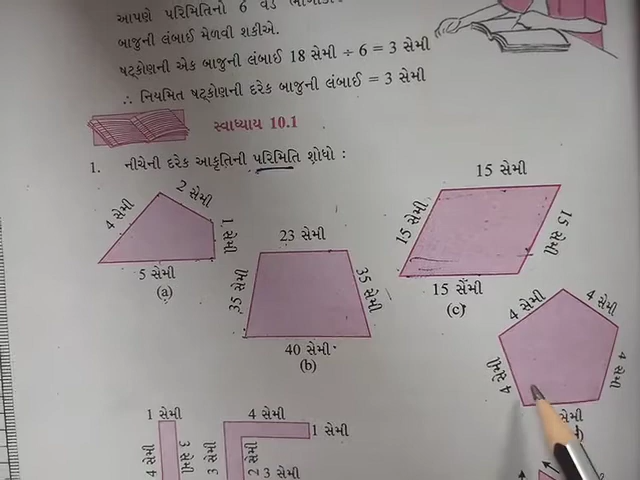 આપણે પરિમિતિનો 6 વડે
બાજુની લંબાઈ મેળવી શકીએ.
ષટ્કોણની એક બાજુની લંબાઈ 18 સેમી ÷ 6 = 3 સેમી
∴ નિયમિત ષટ્કોણની દરેક બાજુની લંબાઈ = 3 સેમી
સ્વાધ્યાય 10.1
1. નીચેની દરેક આકૃતિની પરિમિતિ શોધો :
4 સેમી
2 સેમી
1 સેમી
5 સેમી
(a)
23 સેમી
35 સેમી
35 સેમી
40 સેમી
(b)
15 સેમી
15 સેમી
15 સેમી
15 સેમી
(c)
4 સેમી
4 સેમી
4 સેમી
4 સેમી
સેમી
1 સેમી
4 સેમી
3 સેમી
4 સેમી
1 સેમી
3 સેમી
2 સેમી
3 સેમી